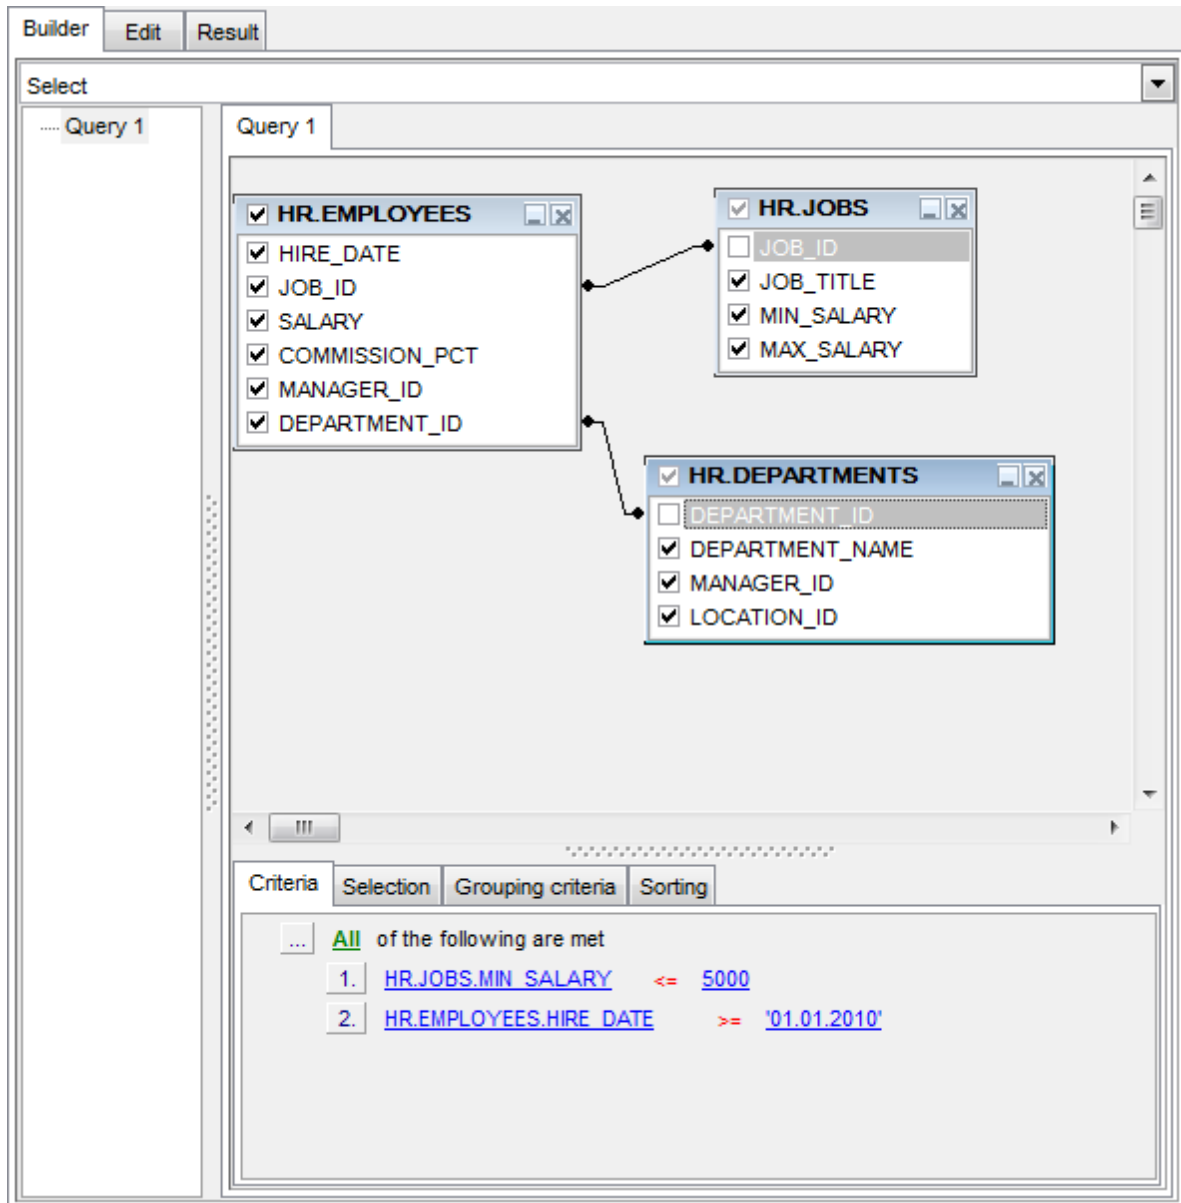 Builder Edit Result
Select
Query 1
Query 1
HR.EMPLOYEES
HIRE_DATE
JOB_ID
SALARY
COMMISSION_PCT
MANAGER_ID
DEPARTMENT_ID
HR.JOBS
JOB_ID
JOB_TITLE
MIN_SALARY
MAX_SALARY
HR.DEPARTMENTS
DEPARTMENT_ID
DEPARTMENT_NAME
MANAGER_ID
LOCATION_ID
Criteria Selection Grouping criteria Sorting
... All of the following are met
1. HR.JOBS.MIN_SALARY <= 5000
2. HR.EMPLOYEES.HIRE_DATE >= '01.01.2010'